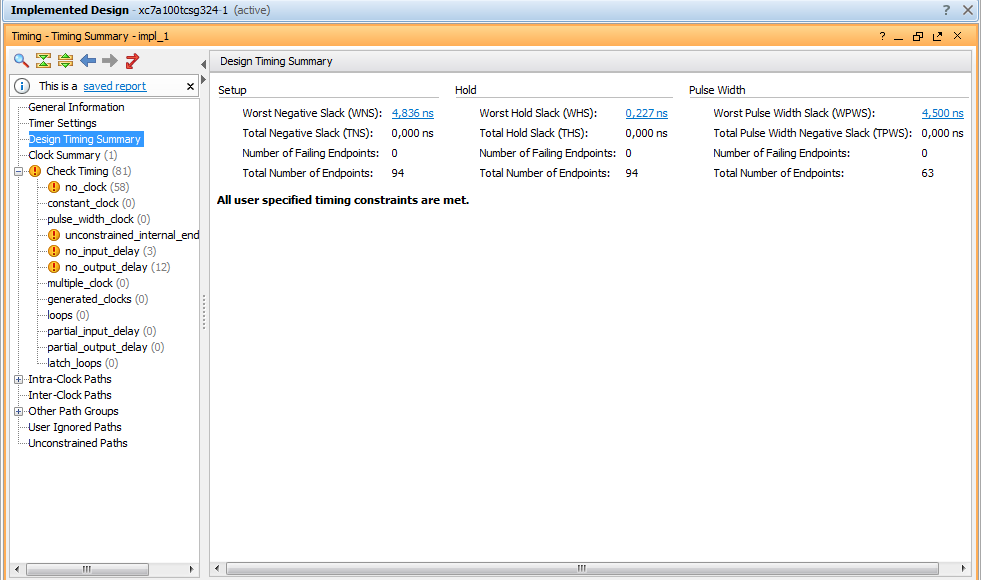 Implemented Design - xc7a100tcsg324-1 (active)
Timing - Timing Summary - impl_1
This is a saved report
General Information
Timer Settings
Design Timing Summary
Clock Summary (1)
Check Timing (81)
no_clock (58)
constant_clock (0)
pulse_width_clock (0)
unconstrained_internal_end
no_input_delay (3)
no_output_delay (12)
multiple_clock (0)
generated_clocks (0)
loops (0)
partial_input_delay (0)
partial_output_delay (0)
latch_loops (0)
Intra-Clock Paths
Inter-Clock Paths
Other Path Groups
User Ignored Paths
Unconstrained Paths
Design Timing Summary
Setup
Worst Negative Slack (WNS): 4,836 ns
Total Negative Slack (TNS): 0,000 ns
Number of Failing Endpoints: 0
Total Number of Endpoints: 94
Hold
Worst Hold Slack (WHS): 0,227 ns
Total Hold Slack (THS): 0,000 ns
Number of Failing Endpoints: 0
Total Number of Endpoints: 94
Pulse Width
Worst Pulse Width Slack (WPWS): 4,500 ns
Total Pulse Width Negative Slack (TPWS): 0,000 ns
Number of Failing Endpoints: 0
Total Number of Endpoints: 63
All user specified timing constraints are met.